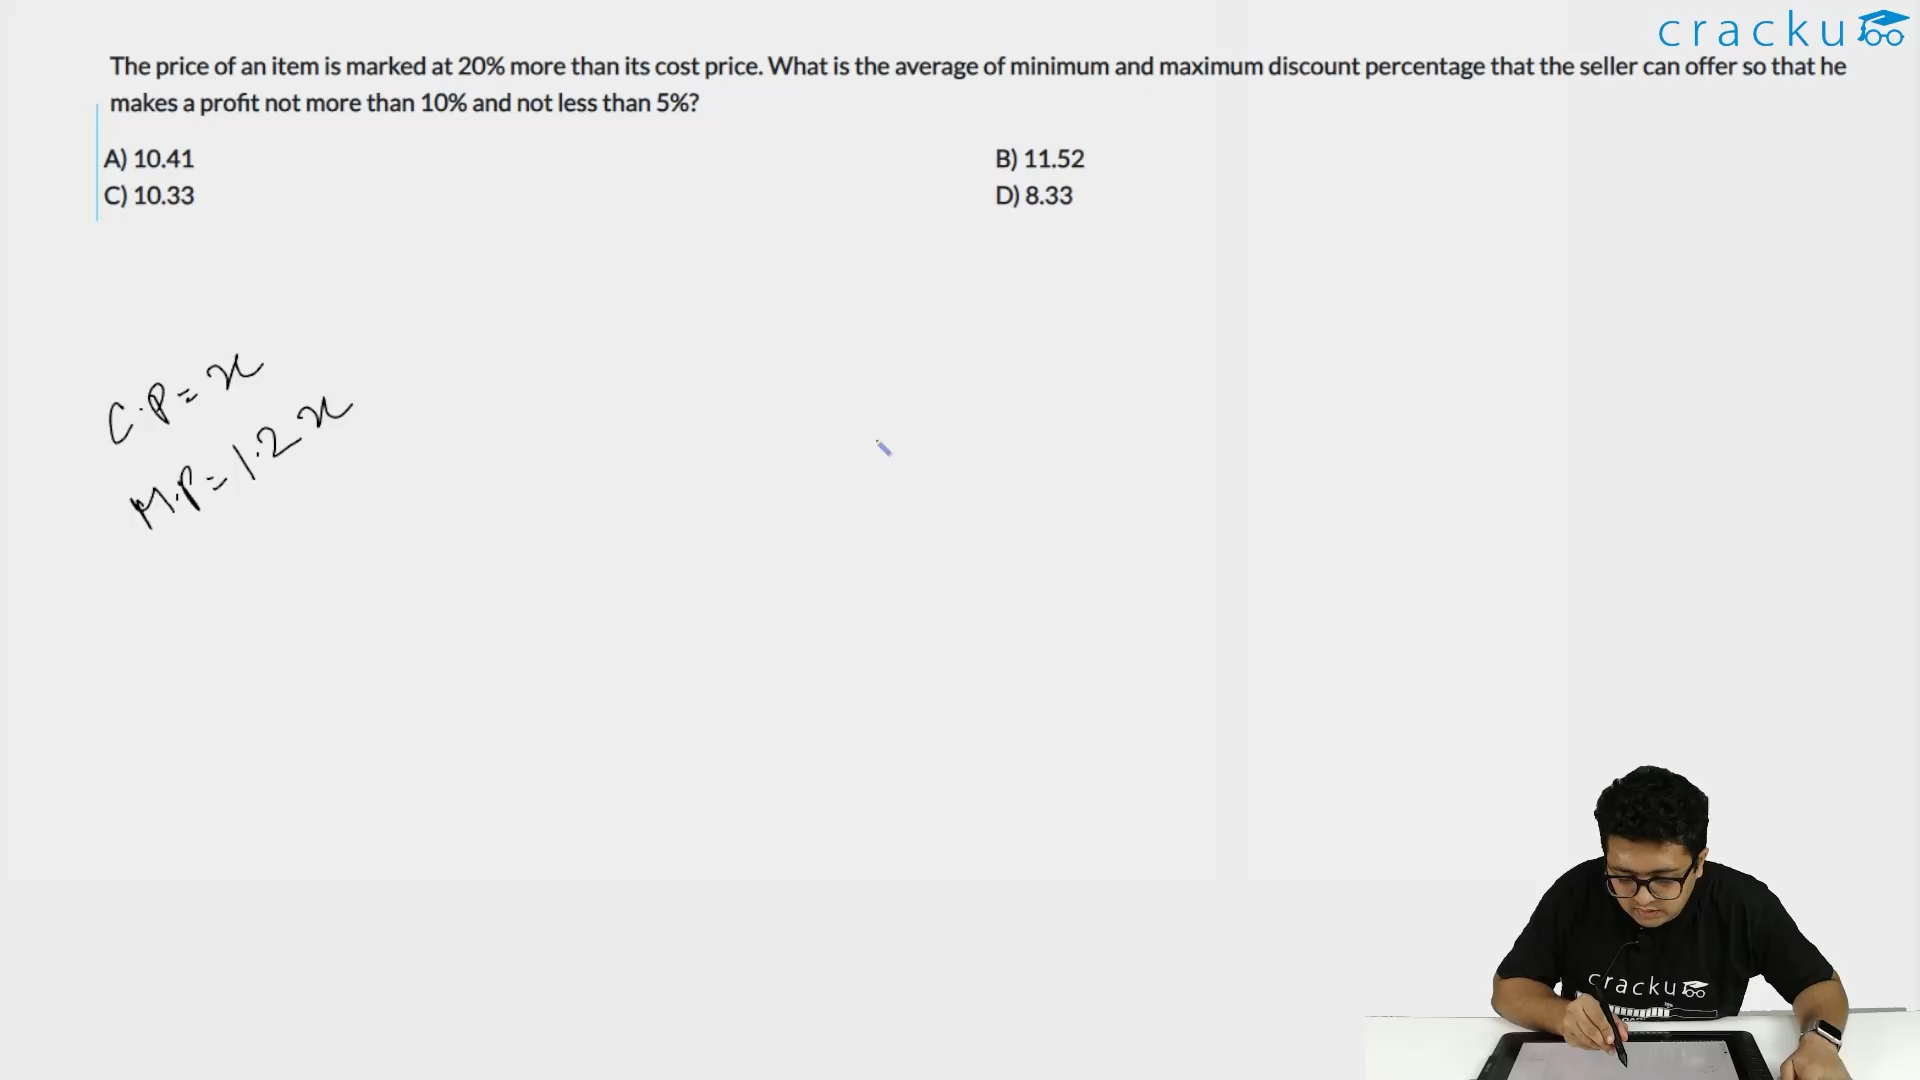 cracku
The price of an item is marked at 20% more than its cost price. What is the average of minimum and maximum discount percentage that the seller can offer so that he
makes a profit not more than 10% and not less than 5%?
A) 10.41
B) 11.52
C) 10.33
D) 8.33
C.P = x
M.P = 1.2 x
cracku